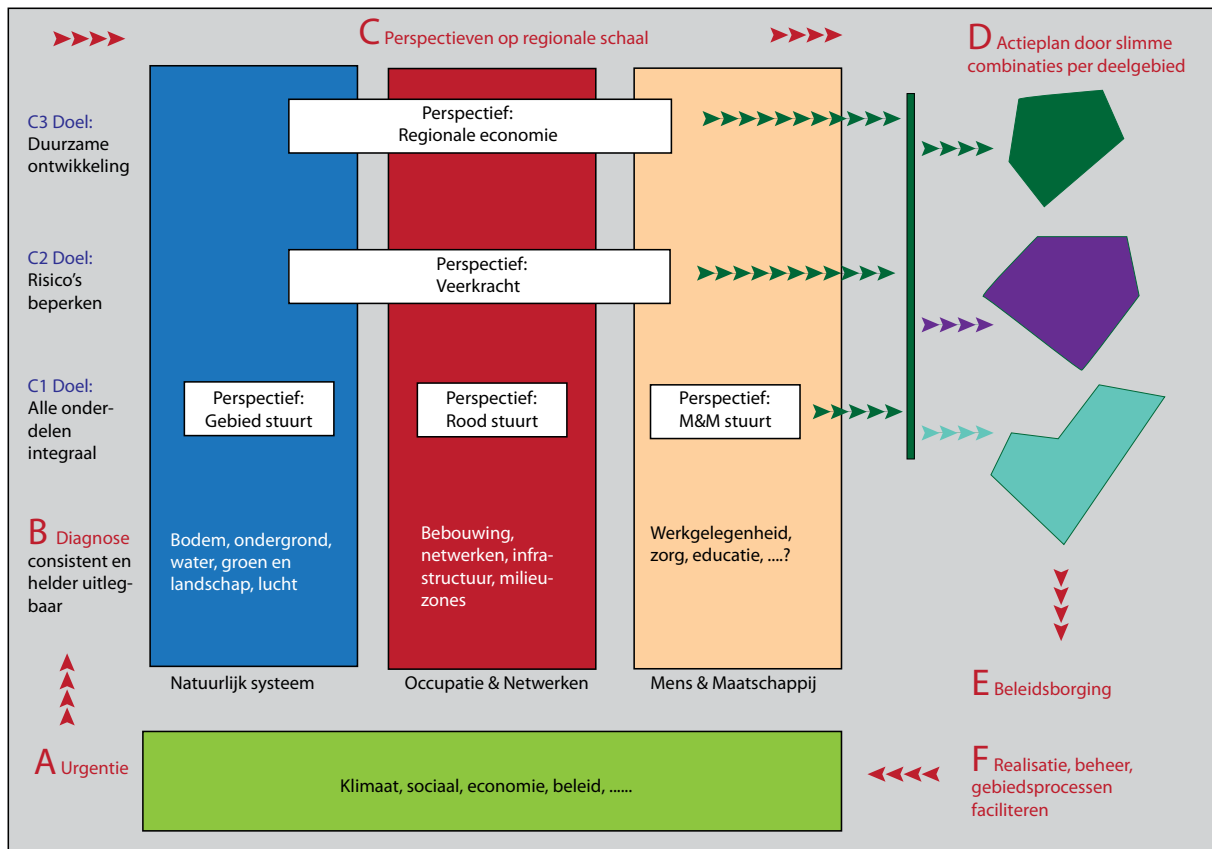 C Perspectieven op regionale schaal
D Actieplan door slimme
combinaties per deelgebied
C3 Doel:
Duurzame
ontwikkeling
Perspectief:
Regionale economie
C2 Doel:
Risico's
beperken
Perspectief:
Veerkracht
C1 Doel:
Alle onder-
delen
integraal
Perspectief:
Gebied stuurt
Perspectief:
Rood stuurt
Perspectief:
M&M stuurt
B Diagnose
consistent en
helder uitleg-
baar
Bodem, ondergrond,
water, groen en
landschap, lucht
Bebouwing,
netwerken, infra-
structuur, milieu-
zones
Werkgelegenheid,
zorg, educatie, ....?
Natuurlijk systeem
Occupatie & Netwerken
Mens & Maatschappij
E Beleidsborging
A Urgentie
Klimaat, sociaal, economie, beleid, ......
F Realisatie, beheer,
gebiedsprocessen
faciliteren